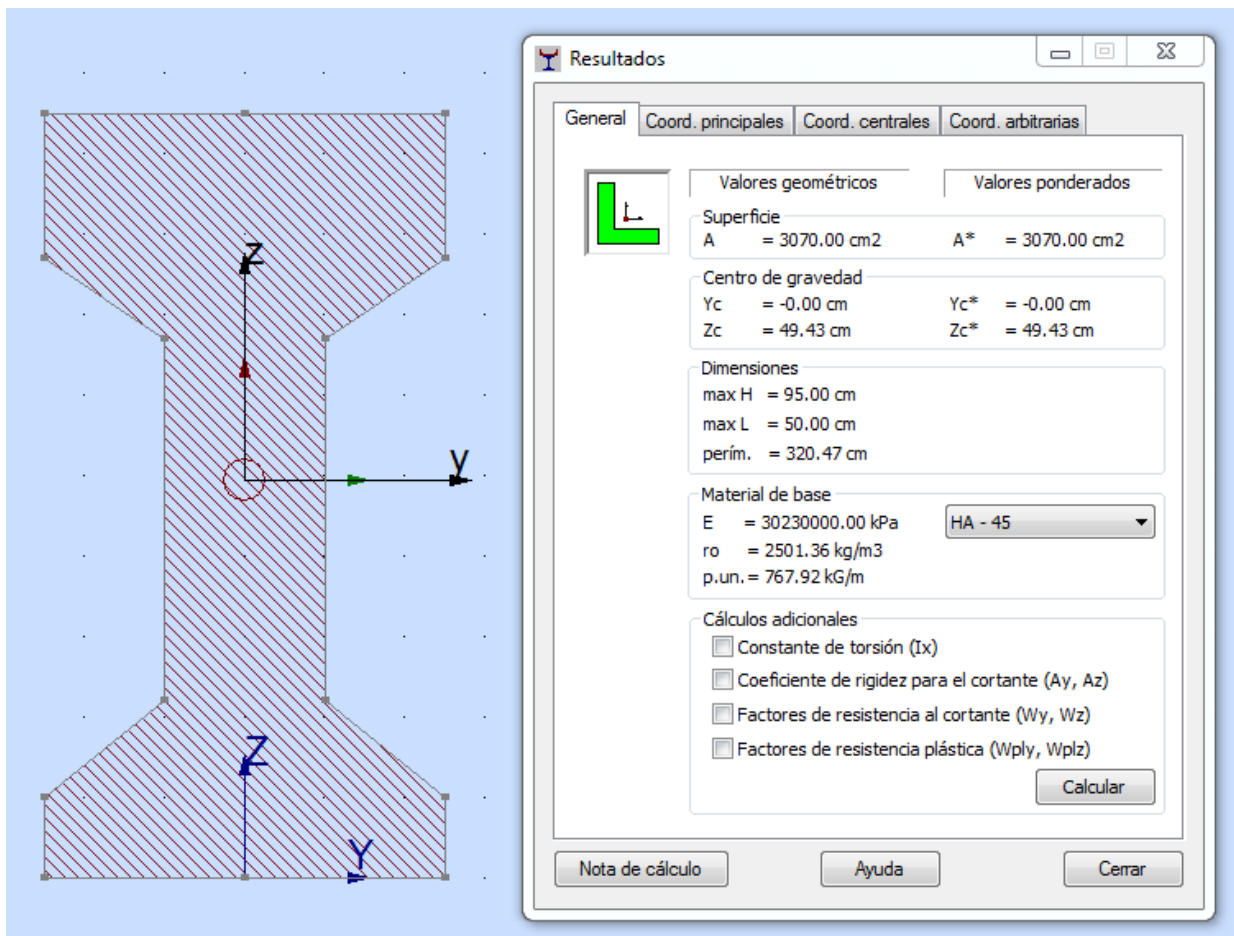 z
y
Z
Y
Resultados
General Coord. principales Coord. centrales Coord. arbitrarias
Valores geométricos Valores ponderados
Superficie
A = 3070.00 cm2 A* = 3070.00 cm2
Centro de gravedad
Yc = -0.00 cm Yc* = -0.00 cm
Zc = 49.43 cm Zc* = 49.43 cm
Dimensiones
max H = 95.00 cm
max L = 50.00 cm
perím. = 320.47 cm
Material de base
E = 30230000.00 kPa HA - 45
ro = 2501.36 kg/m3
p.un. = 767.92 kG/m
Cálculos adicionales
Constante de torsión (Ix)
Coeficiente de rigidez para el cortante (Ay, Az)
Factores de resistencia al cortante (Wy, Wz)
Factores de resistencia plástica (Wply, Wplz)
Calcular
Nota de cálculo Ayuda Cerrar